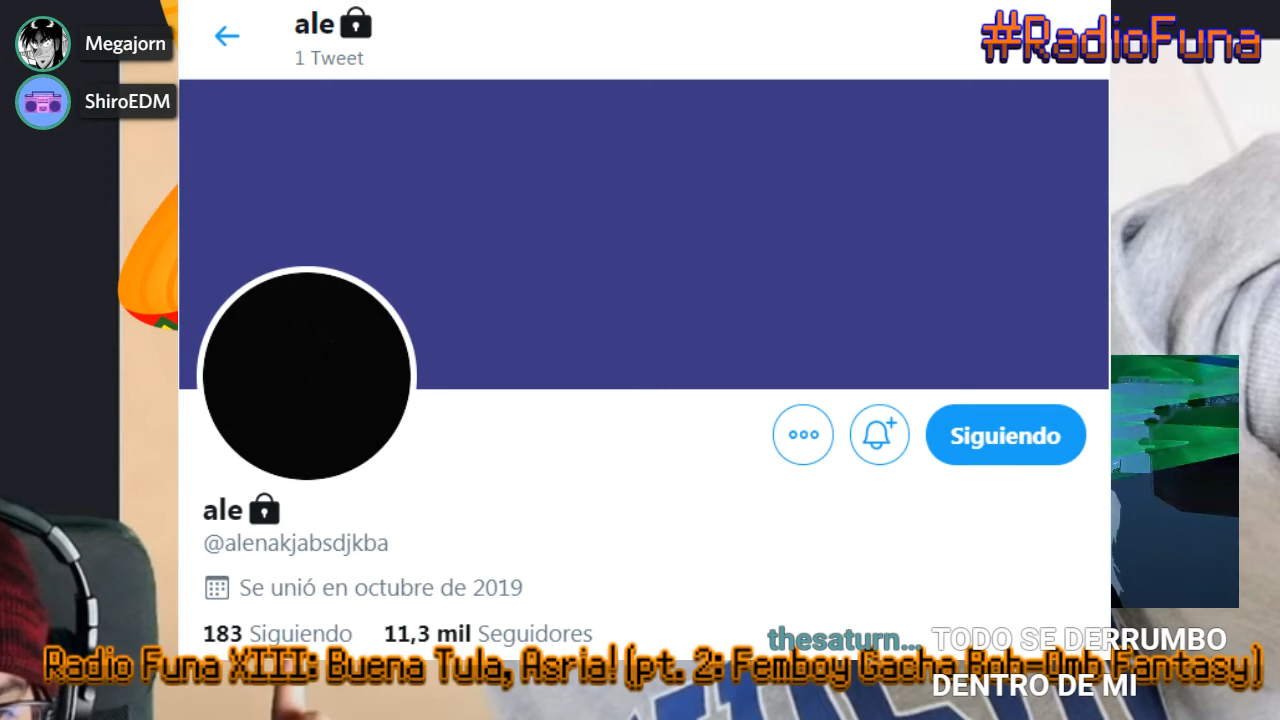 ale
1 Tweet
#RadioFuna
Megajorn
ShiroEDM
Siguiendo
ale
@alenakjabsdjkba
Se unió en octubre de 2019
183 Siguiendo 11,3 mil Seguidores
thesaturn... TODO SE DERRUMBO
DENTRO DE MI
Radio Funa XIII: Buena Tula, Asria! (pt. 2: Femboy Gacha Fantasy)